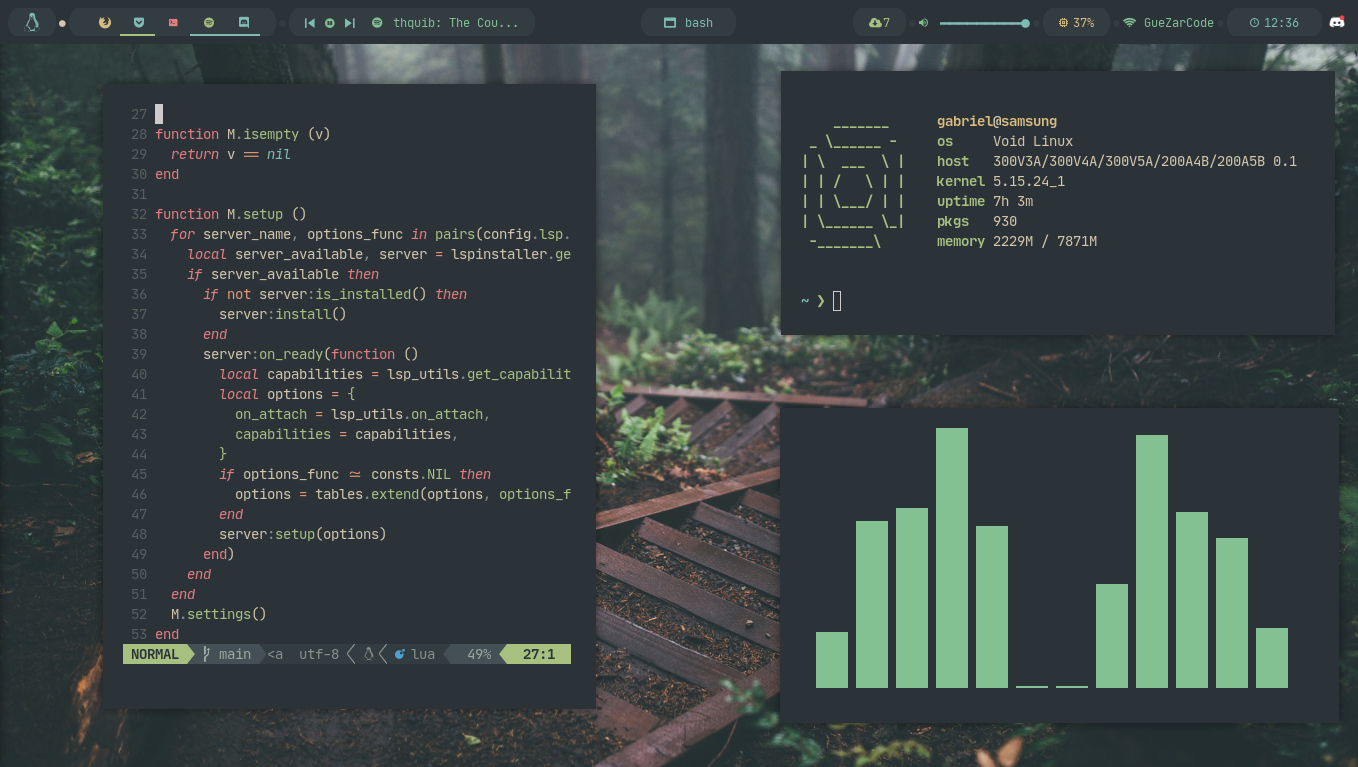 thquib: The Cou...
bash
7
37%
GueZarCode
12:36
27
28 function M.isempty (v)
29   return v == nil
30 end
31
32 function M.setup ()
33   for server_name, options_func in pairs(config.lsp.
34     local server_available, server = lspinstaller.ge
35     if server_available then
36       if not server:is_installed() then
37         server:install()
38       end
39       server:on_ready(function ()
40         local capabilities = lsp_utils.get_capabilit
41         local options = {
42           on_attach = lsp_utils.on_attach,
43           capabilities = capabilities,
44         }
45         if options_func ~= consts.NIL then
46           options = tables.extend(options, options_f
47         end
48         server:setup(options)
49       end)
50     end
51   end
52   M.settings()
53 end
NORMAL main <a utf-8 lua 49% 27:1
gabriel@samsung
os Void Linux
host 300V3A/300V4A/300V5A/200A4B/200A5B 0.1
kernel 5.15.24_1
uptime 7h 3m
pkgs 930
memory 2229M / 7871M
~ ❯